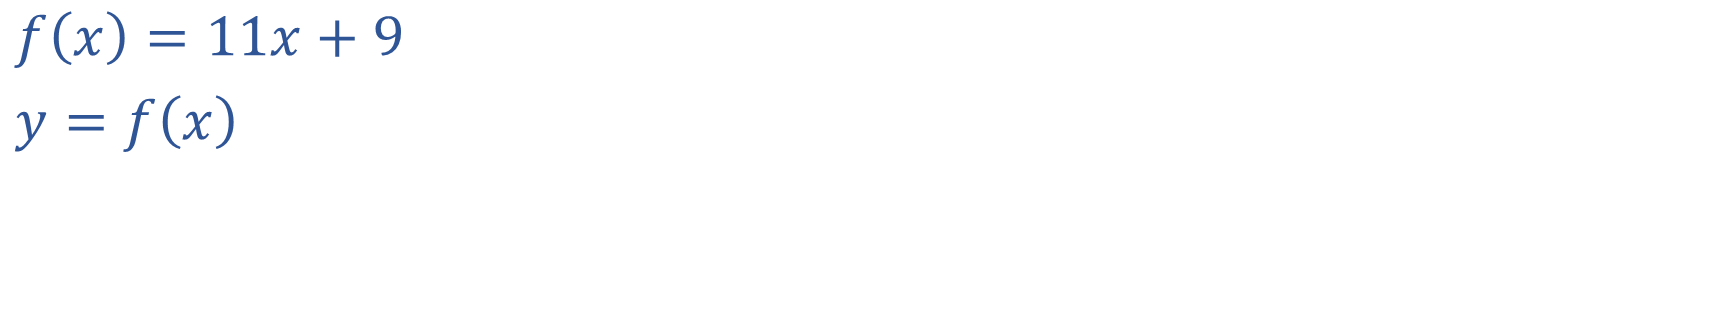 f(x) = 11x + 9
y = f(x)